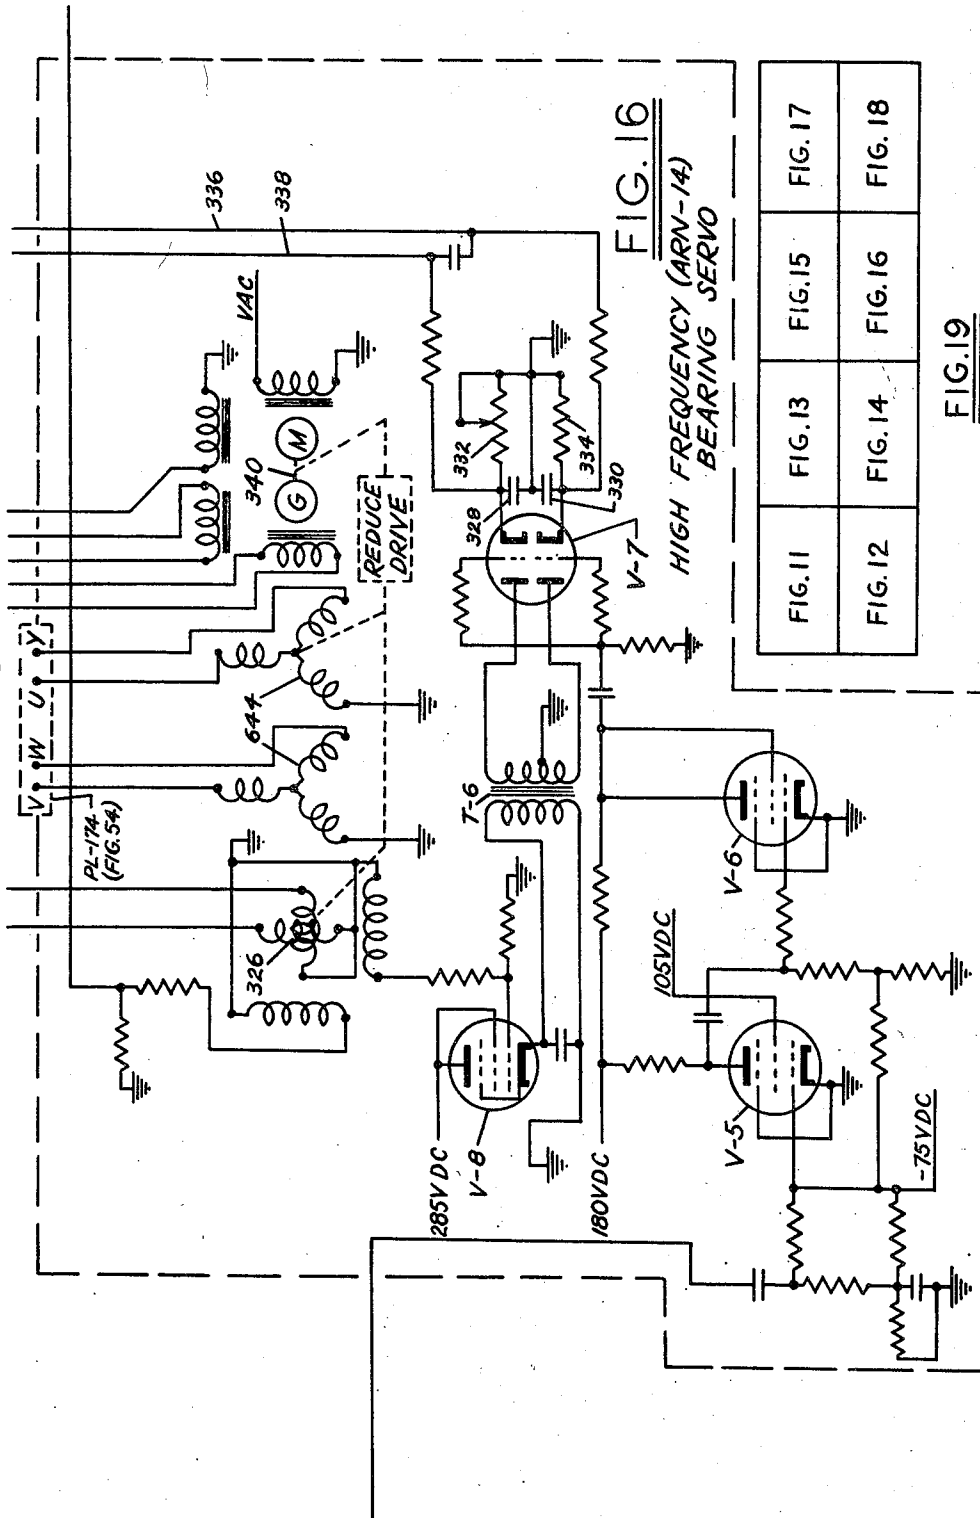 336
338
VAC
340
M
G
REDUCE
DRIVE
V W U Y
PL-174
(FIG.54)
644
326
332
334
328
330
V-7
T-6
285VDC
V-8
180VDC
V-6
105VDC
V-5
-75VDC
FIG. 16
HIGH FREQUENCY (ARN-14)
BEARING SERVO
FIG. 11 FIG. 13 FIG. 15 FIG. 17
FIG. 12 FIG. 14 FIG. 16 FIG. 18
FIG. 19